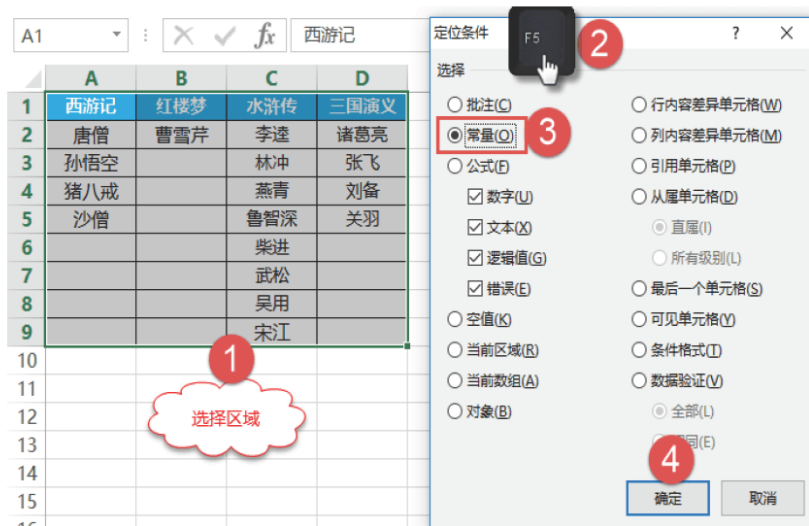 A1 fx 西游记
A B C D
1 西游记 红楼梦 水浒传 三国演义
2 唐僧 曹雪芹 李逵 诸葛亮
3 孙悟空 林冲 张飞
4 猪八戒 燕青 刘备
5 沙僧 鲁智深 关羽
6 柴进
7 武松
8 吴用
9 宋江
10
11
12
13
14
15
1
选择区域
定位条件 ? ×
F5
2
选择
批注(C) 行内容差异单元格(W)
常量(O) 列内容差异单元格(M)
3
公式(F) 引用单元格(P)
数字(U) 从属单元格(D)
文本(X) 直属(I)
逻辑值(G) 所有级别(L)
错误(E) 最后一个单元格(S)
空值(K) 可见单元格(Y)
当前区域(R) 条件格式(T)
当前数组(A) 数据验证(V)
对象(B) 全部(L)
同(E)
4
确定 取消